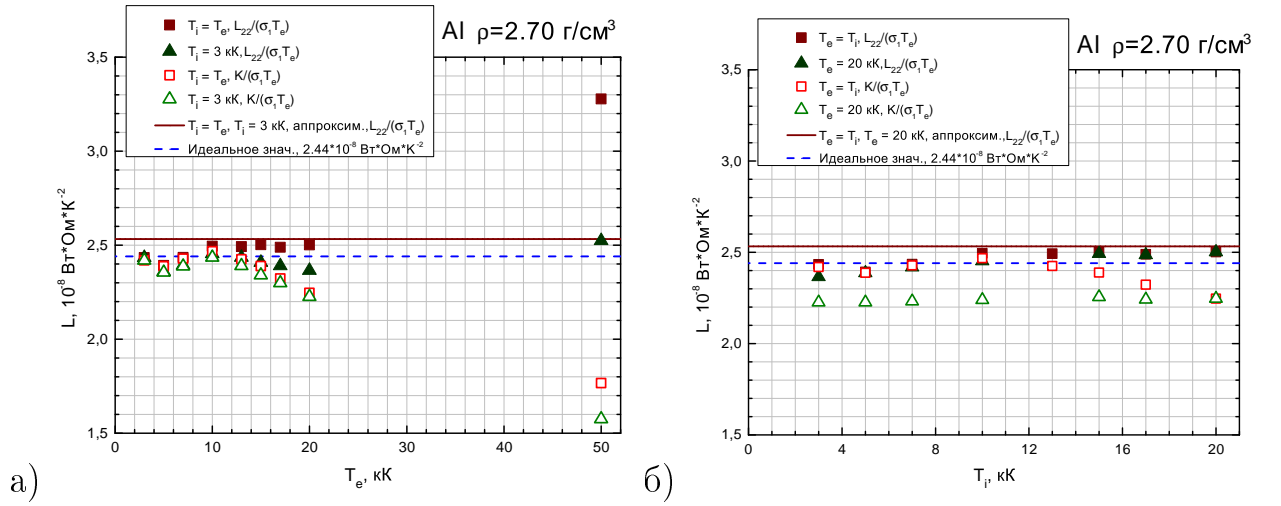 Al ρ=2.70 г/см³
Tᵢ = Tₑ, L₂₂/(σ₁Tₑ)
Tᵢ = 3 кК,L₂₂/(σ₁Tₑ)
Tᵢ = Tₑ, K/(σ₁Tₑ)
Tᵢ = 3 кК, K/(σ₁Tₑ)
Tᵢ = Tₑ, Tᵢ = 3 кК, аппроксим.,L₂₂/(σ₁Tₑ)
Идеальное знач., 2.44*10⁻⁸ Вт*Ом*K⁻²
3,5
3,0
2,5
2,0
1,5
L, 10⁻⁸ Вт*Ом*К⁻²
0 10 20 30 40 50
Tₑ, кК
а)
Al ρ=2.70 г/см³
Tₑ = Tᵢ, L₂₂/(σ₁Tₑ)
Tₑ = 20 кК,L₂₂/(σ₁Tₑ)
Tₑ = Tᵢ, K/(σ₁Tₑ)
Tₑ = 20 кК, K/(σ₁Tₑ)
Tₑ = Tᵢ, Tₑ = 20 кК, аппроксим.,L₂₂/(σ₁Tₑ)
Идеальное знач., 2.44*10⁻⁸ Вт*Ом*K⁻²
3,5
3,0
2,5
2,0
1,5
L, 10⁻⁸ Вт*Ом*К⁻²
0 4 8 12 16 20
Tᵢ, кК
б)